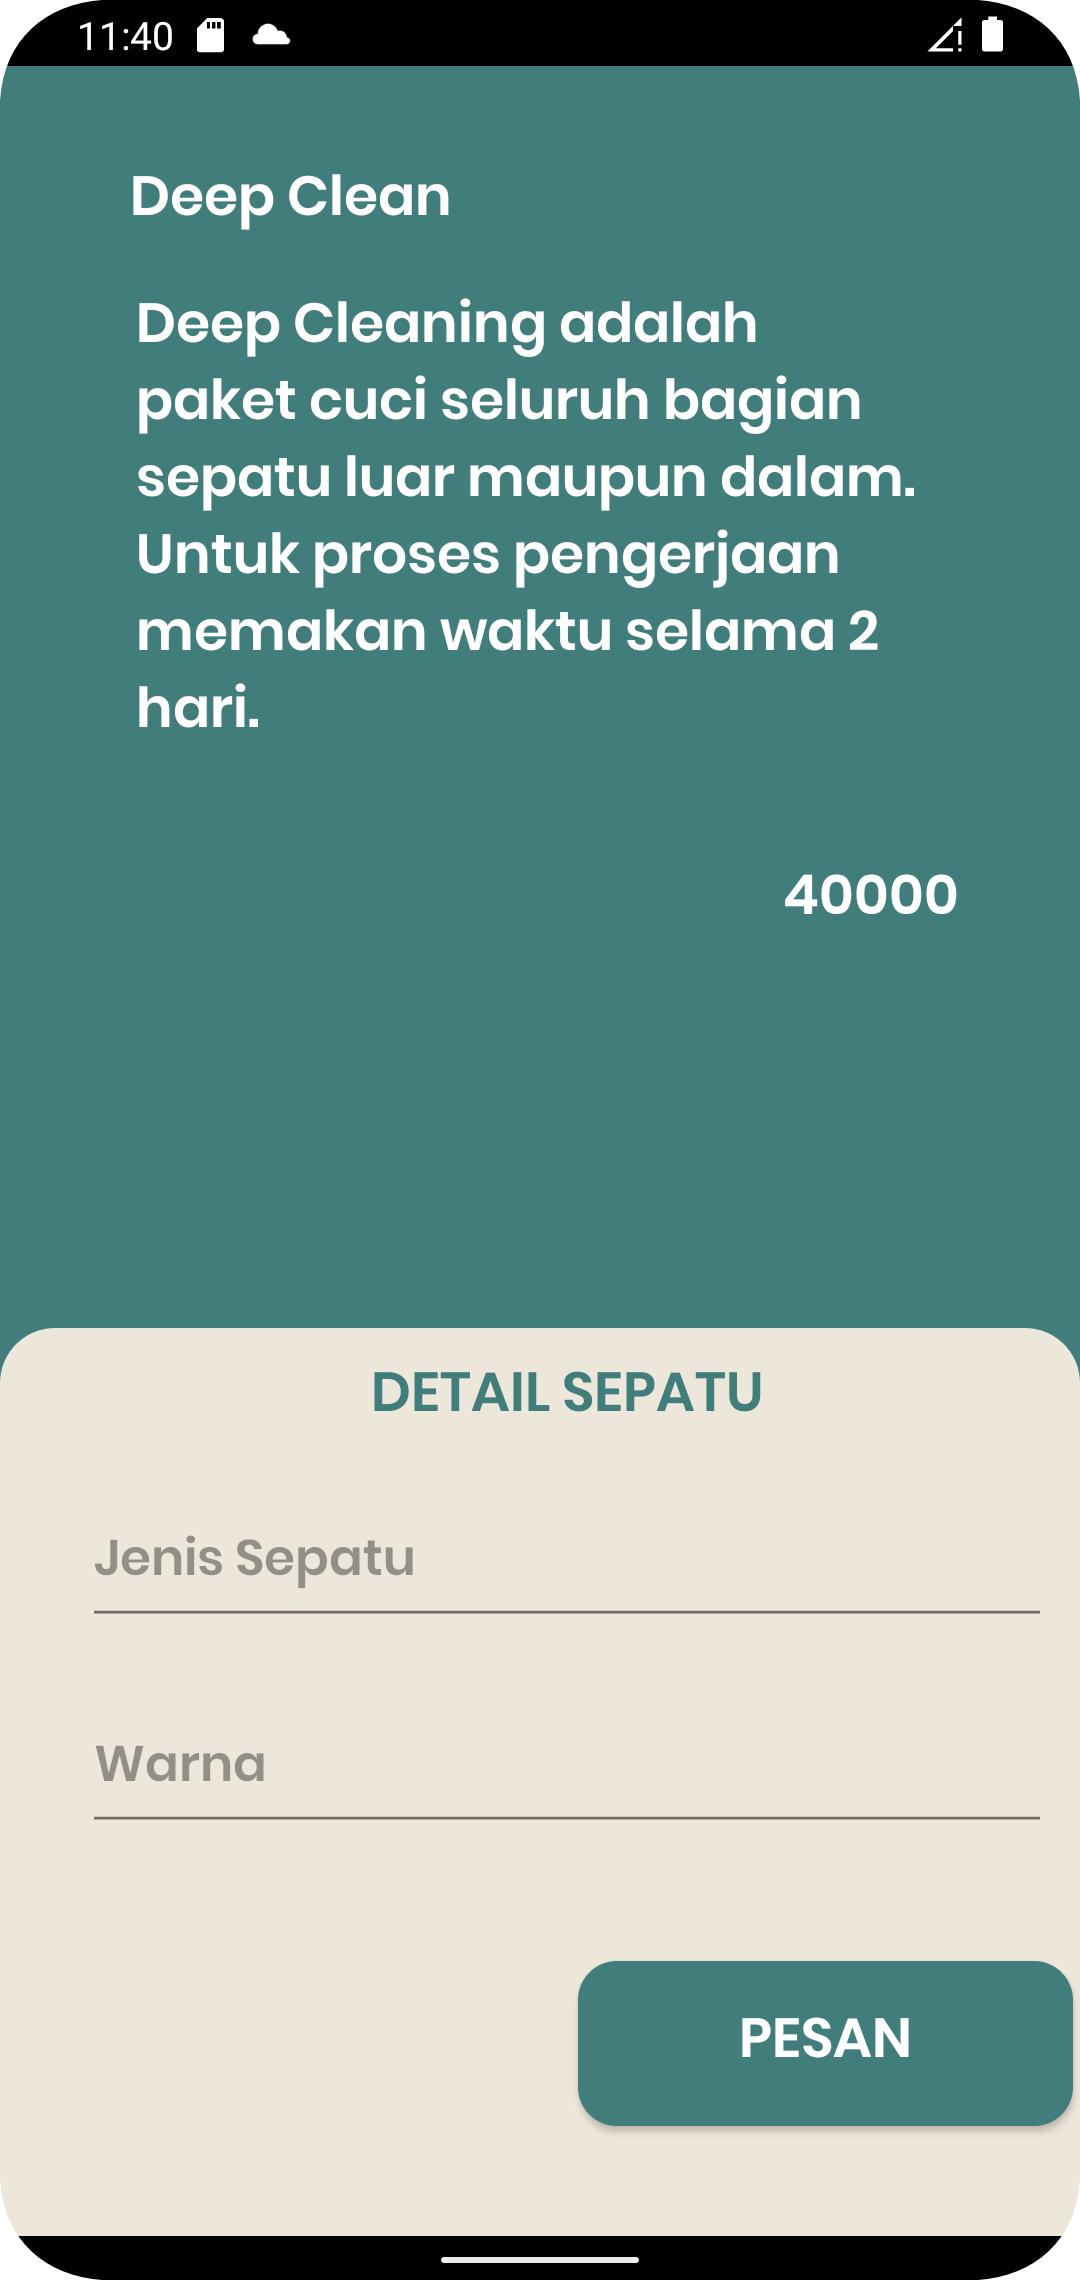 11:40
Deep Clean
Deep Cleaning adalah
paket cuci seluruh bagian
sepatu luar maupun dalam.
Untuk proses pengerjaan
memakan waktu selama 2
hari.
40000
DETAIL SEPATU
Jenis Sepatu
Warna
PESAN